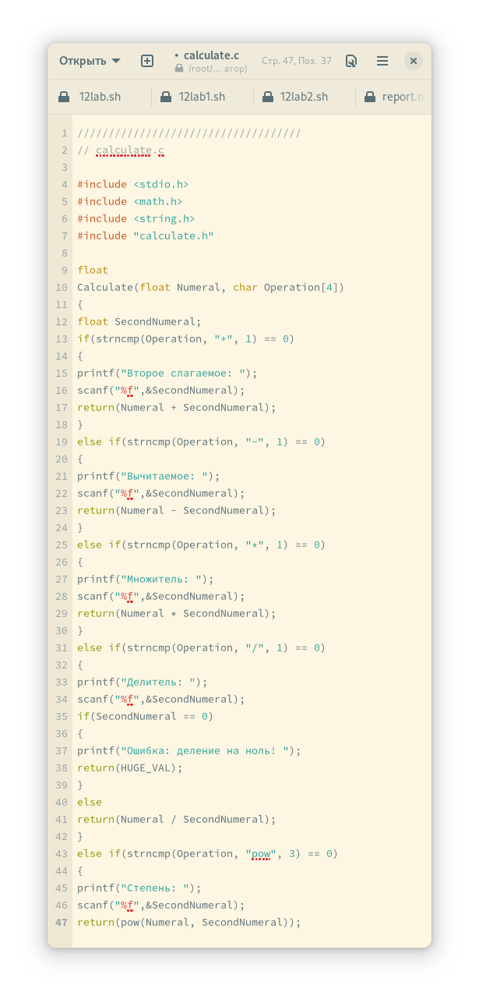 Открыть
• calculate.c
/root/… атор)
Стр. 47, Поз. 37
12lab.sh 12lab1.sh 12lab2.sh report.m
1 ////////////////////////////////////
2 // calculate.c
3
4 #include <stdio.h>
5 #include <math.h>
6 #include <string.h>
7 #include "calculate.h"
8
9 float
10 Calculate(float Numeral, char Operation[4])
11 {
12 float SecondNumeral;
13 if(strncmp(Operation, "+", 1) == 0)
14 {
15 printf("Второе слагаемое: ");
16 scanf("%f",&SecondNumeral);
17 return(Numeral + SecondNumeral);
18 }
19 else if(strncmp(Operation, "-", 1) == 0)
20 {
21 printf("Вычитаемое: ");
22 scanf("%f",&SecondNumeral);
23 return(Numeral - SecondNumeral);
24 }
25 else if(strncmp(Operation, "*", 1) == 0)
26 {
27 printf("Множитель: ");
28 scanf("%f",&SecondNumeral);
29 return(Numeral * SecondNumeral);
30 }
31 else if(strncmp(Operation, "/", 1) == 0)
32 {
33 printf("Делитель: ");
34 scanf("%f",&SecondNumeral);
35 if(SecondNumeral == 0)
36 {
37 printf("Ошибка: деление на ноль! ");
38 return(HUGE_VAL);
39 }
40 else
41 return(Numeral / SecondNumeral);
42 }
43 else if(strncmp(Operation, "pow", 3) == 0)
44 {
45 printf("Степень: ");
46 scanf("%f",&SecondNumeral);
47 return(pow(Numeral, SecondNumeral));